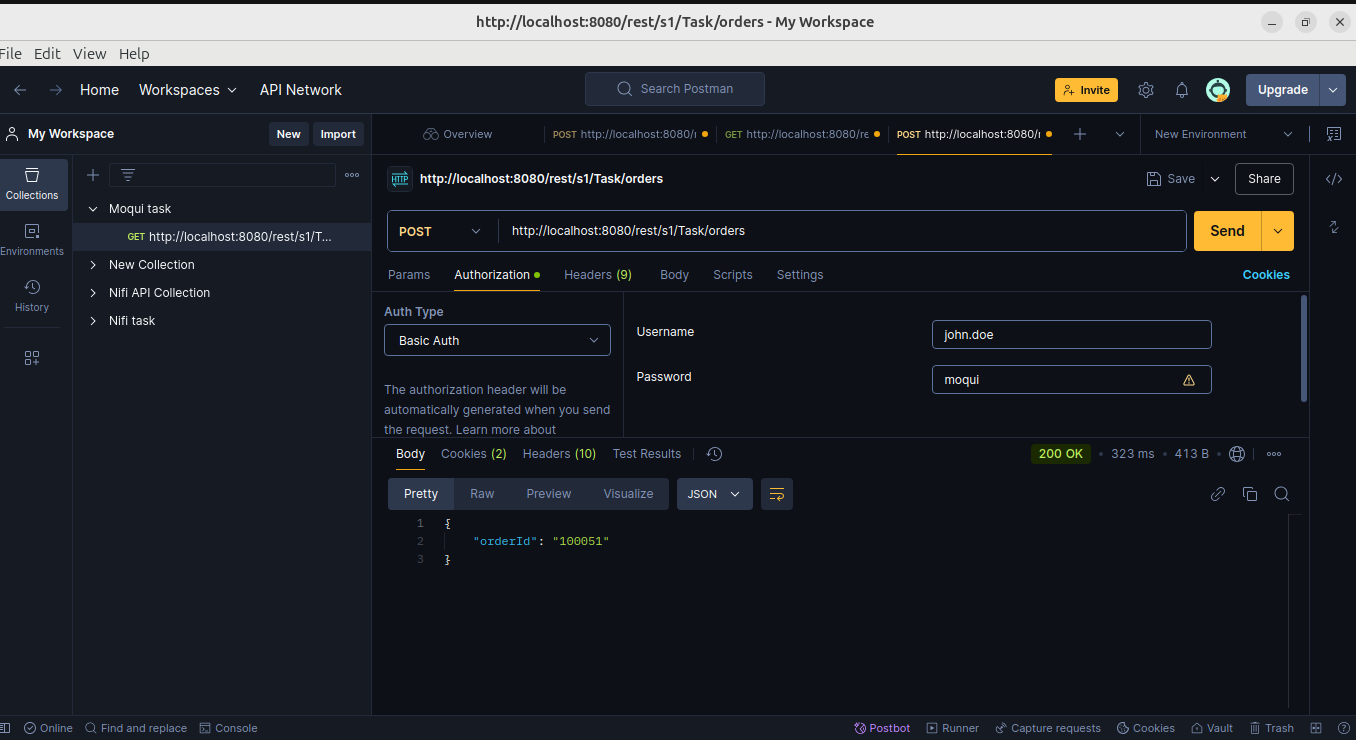 http://localhost:8080/rest/s1/Task/orders - My Workspace
File Edit View Help
Home Workspaces API Network Search Postman Invite Upgrade
My Workspace New Import Overview POST http://localhost:8080/r GET http://localhost:8080/re POST http://localhost:8080/r New Environment
Collections
Environments
History
Moqui task
GET http://localhost:8080/rest/s1/T...
New Collection
Nifi API Collection
Nifi task
HTTP http://localhost:8080/rest/s1/Task/orders Save Share
POST http://localhost:8080/rest/s1/Task/orders Send
Params Authorization Headers (9) Body Scripts Settings Cookies
Auth Type
Basic Auth
The authorization header will be
automatically generated when you send
the request. Learn more about
Username john.doe
Password moqui
Body Cookies (2) Headers (10) Test Results 200 OK • 323 ms • 413 B •
Pretty Raw Preview Visualize JSON
1 {
2 "orderId": "100051"
3 }
Online Find and replace Console Postbot Runner Capture requests Cookies Vault Trash